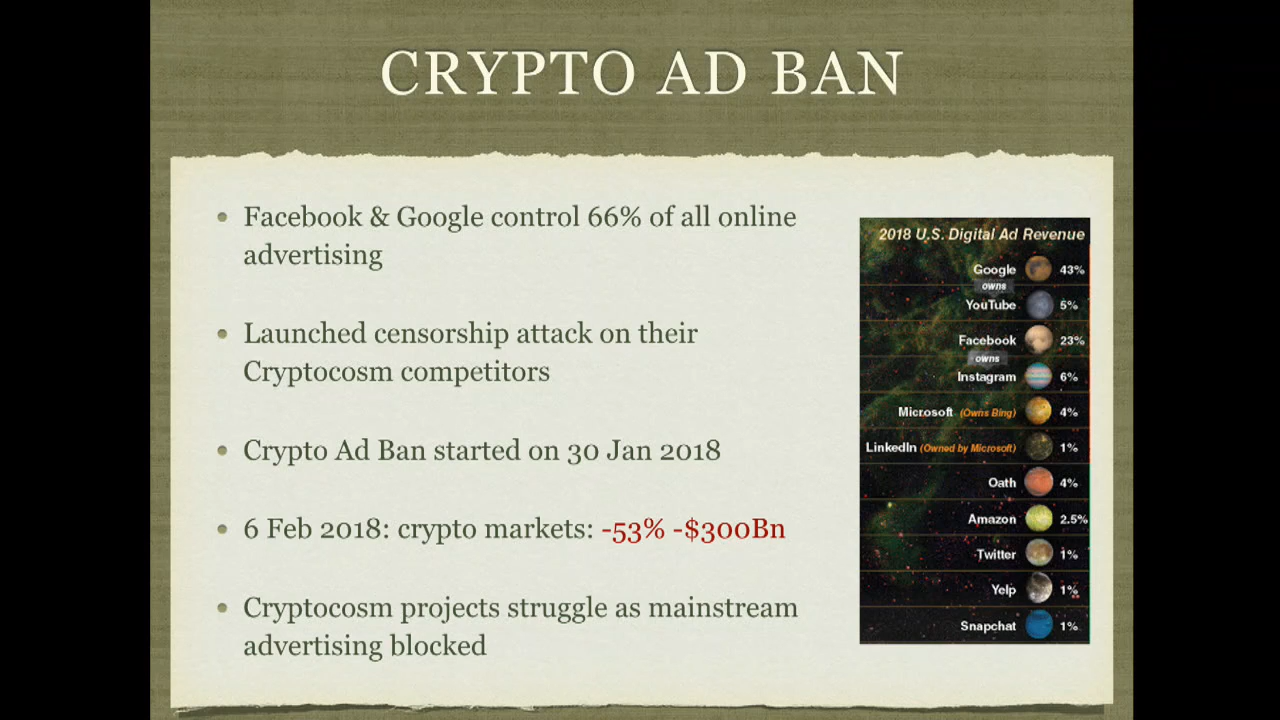 CRYPTO AD BAN
Facebook & Google control 66% of all online
advertising
Launched censorship attack on their
Cryptocosm competitors
Crypto Ad Ban started on 30 Jan 2018
6 Feb 2018: crypto markets: -53% -$300Bn
Cryptocosm projects struggle as mainstream
advertising blocked
2018 U.S. Digital Ad Revenue
Google 43%
owns
YouTube 5%
Facebook 23%
owns
Instagram 6%
Microsoft (Owns Bing) 4%
LinkedIn (Owned by Microsoft) 1%
Oath 4%
Amazon 2.5%
Twitter 1%
Yelp 1%
Snapchat 1%